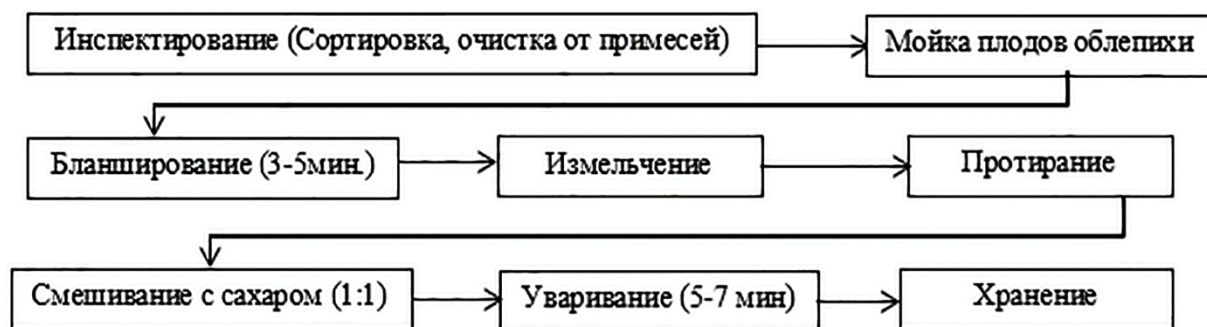 Инспектирование (Сортировка, очистка от примесей)
Мойка плодов облепихи
Бланширование (3-5мин.)
Измельчение
Протирание
Смешивание с сахаром (1:1)
Уваривание (5-7 мин)
Хранение